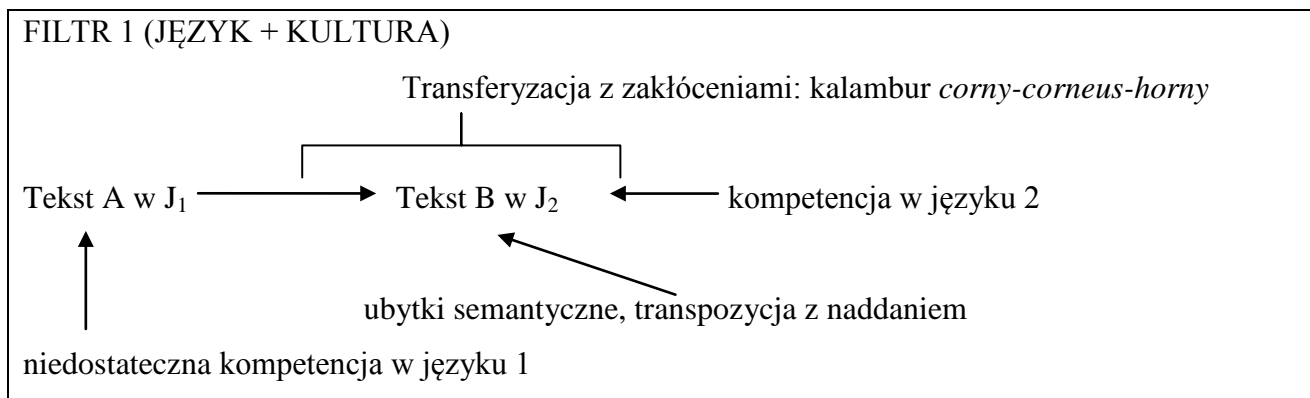 FILTR 1 (JĘZYK + KULTURA)
Transferyzacja z zakłóceniami: kalambur corny-corneus-horny
Tekst A w J₁ Tekst B w J₂ kompetencja w języku 2
ubytki semantyczne, transpozycja z naddaniem
niedostateczna kompetencja w języku 1